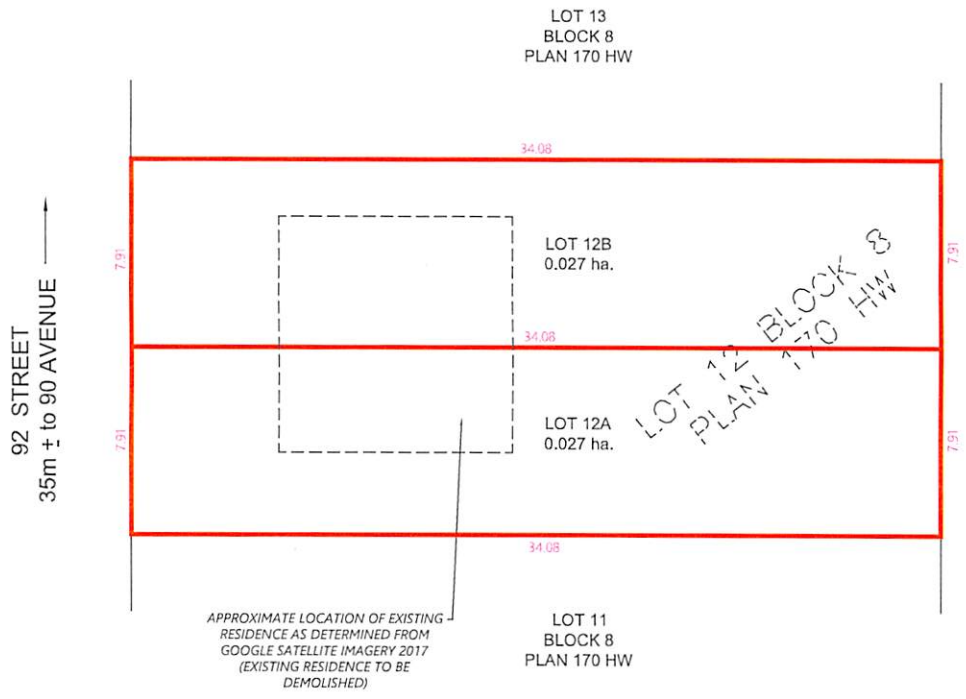 LOT 13
BLOCK 8
PLAN 170 HW
34.08
7.91
7.91
LOT 12B
0.027 ha.
92 STREET
35m ± to 90 AVENUE
34.08
LOT 12 BLOCK 8
PLAN 170 HW
LOT 12A
0.027 ha.
7.91
7.91
34.08
APPROXIMATE LOCATION OF EXISTING
RESIDENCE AS DETERMINED FROM
GOOGLE SATELLITE IMAGERY 2017
(EXISTING RESIDENCE TO BE
DEMOLISHED)
LOT 11
BLOCK 8
PLAN 170 HW